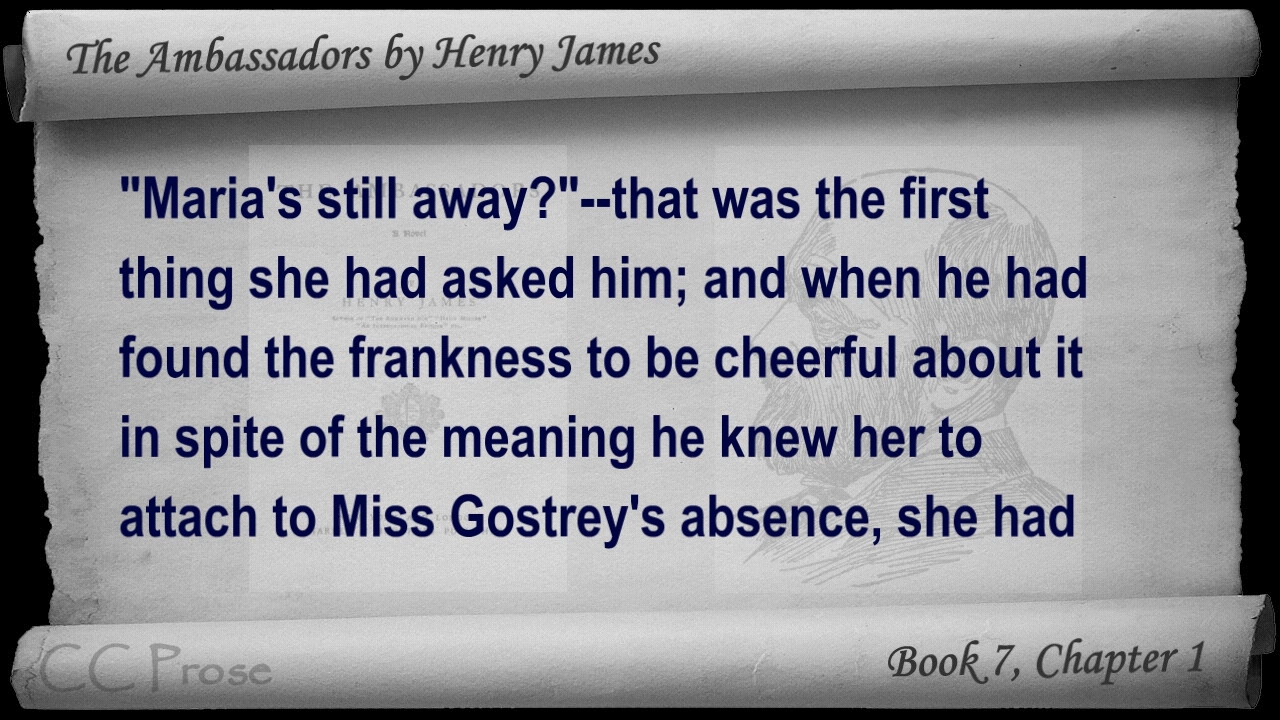 The Ambassadors by Henry James
"Maria's still away?"--that was the first
thing she had asked him; and when he had
found the frankness to be cheerful about it
in spite of the meaning he knew her to
attach to Miss Gostrey's absence, she had
CC Prose
Book 7, Chapter 1